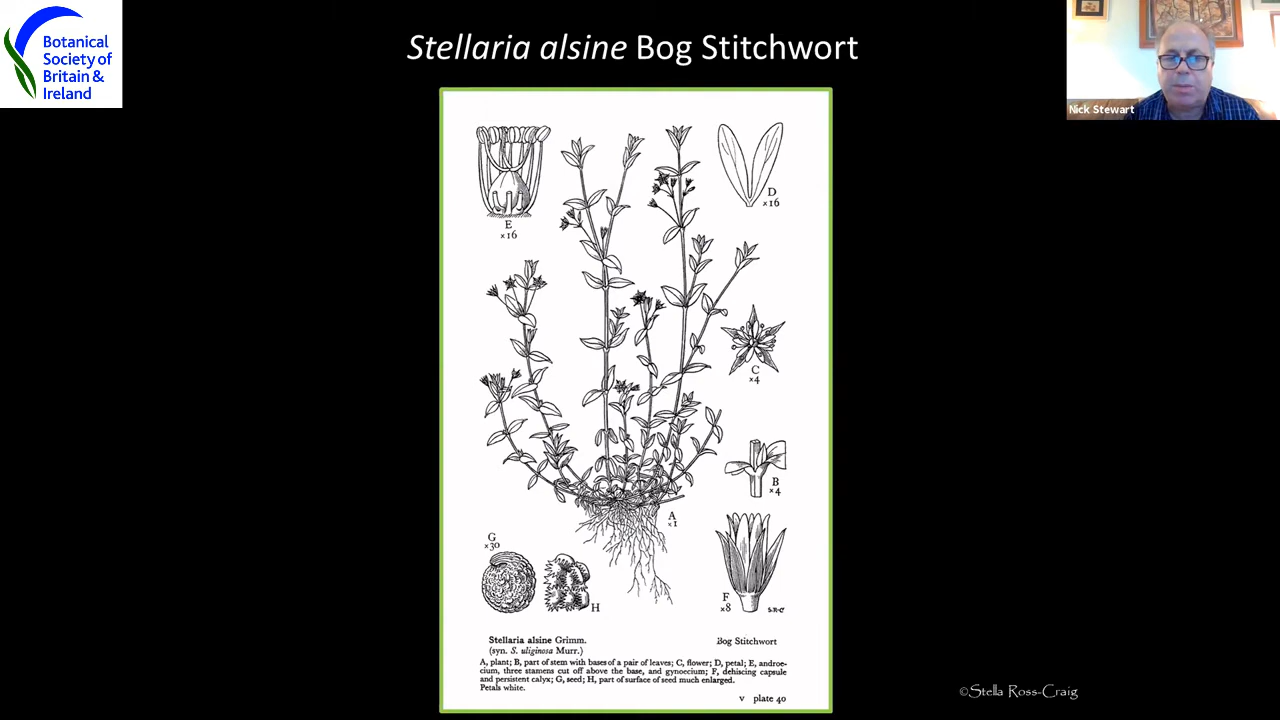 Botanical
Society of
Britain &
Ireland
Stellaria alsine Bog Stitchwort
Nick Stewart
E
×16
D
×16
C
×4
B
×4
A
×1
G
×30
H
F
×8
S.R-C
Stellaria alsine Grimm.
(syn. S. uliginosa Murr.)
Bog Stitchwort
A, plant; B, part of stem with bases of a pair of leaves; C, flower; D, petal; E, androe-
cium, three stamens cut off above the base, and gynoecium; F, dehiscing capsule
and persistent calyx; G, seed; H, part of surface of seed much enlarged.
Petals white.
v plate 40
©Stella Ross-Craig